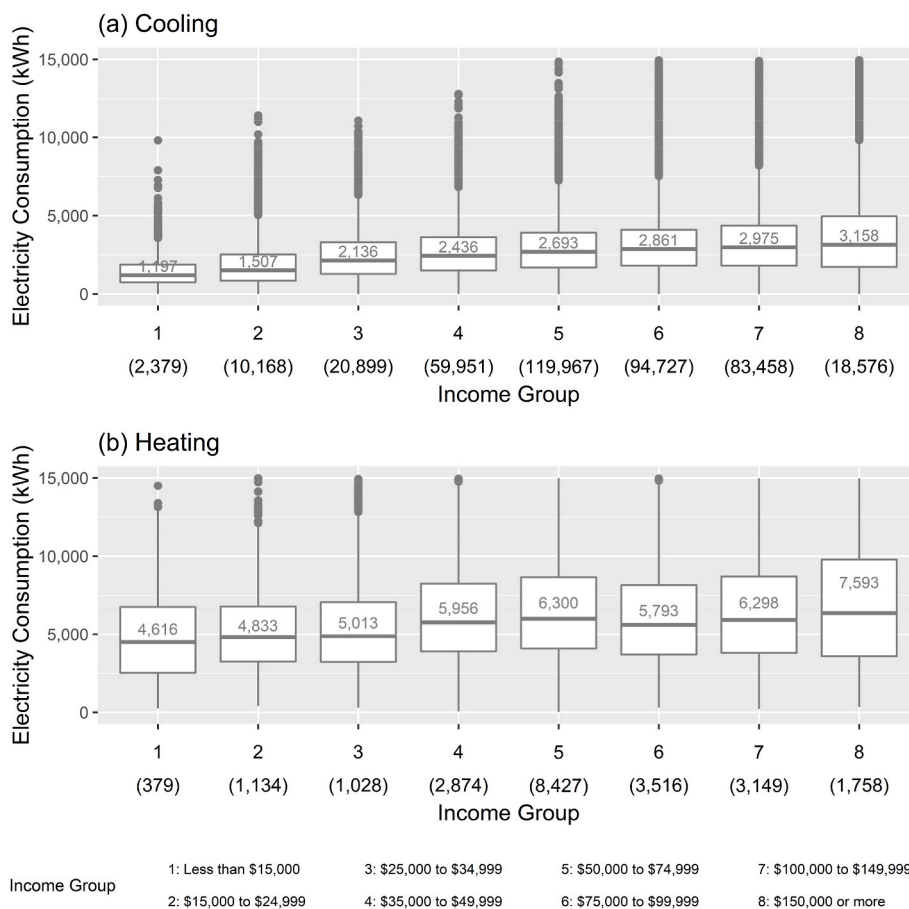 (a) Cooling
Electricity Consumption (kWh)
15,000
10,000
5,000
0
1,197
1,507
2,136
2,436
2,693
2,861
2,975
3,158
1 2 3 4 5 6 7 8
(2,379) (10,168) (20,899) (59,951) (119,967) (94,727) (83,458) (18,576)
Income Group
(b) Heating
Electricity Consumption (kWh)
15,000
10,000
5,000
0
4,616
4,833
5,013
5,956
6,300
5,793
6,298
7,593
1 2 3 4 5 6 7 8
(379) (1,134) (1,028) (2,874) (8,427) (3,516) (3,149) (1,758)
Income Group
Income Group
1: Less than $15,000 3: $25,000 to $34,999 5: $50,000 to $74,999 7: $100,000 to $149,999
2: $15,000 to $24,999 4: $35,000 to $49,999 6: $75,000 to $99,999 8: $150,000 or more